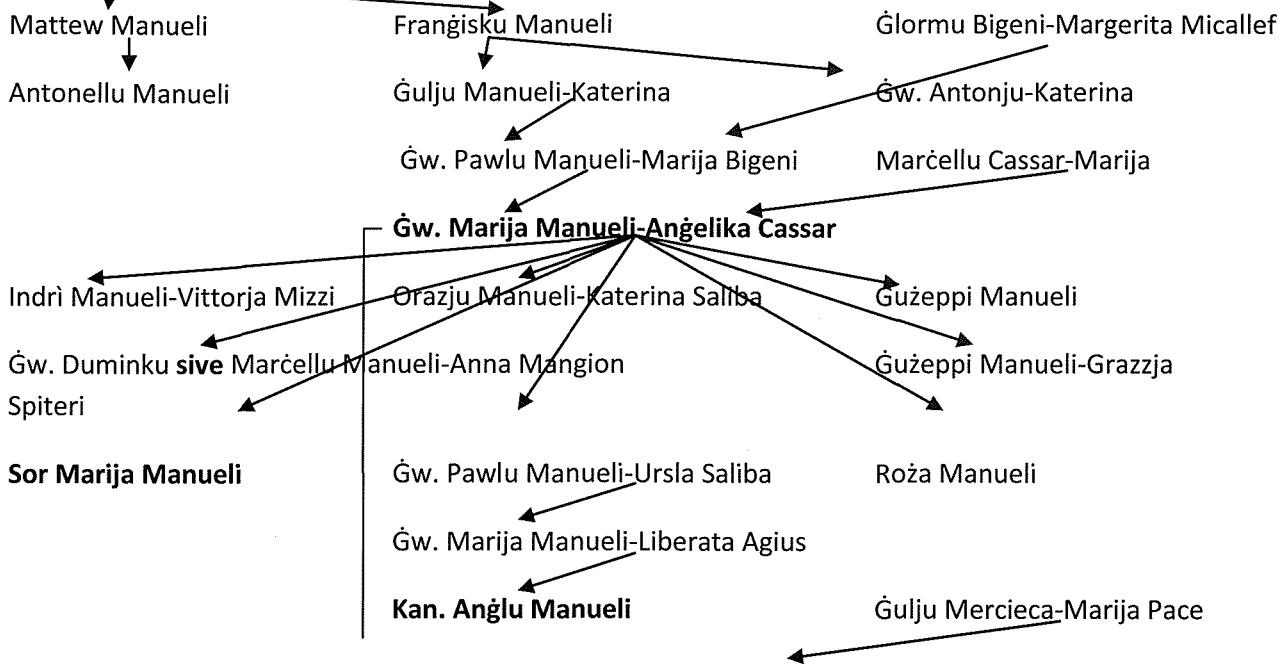 Mattew Manueli Franġisku Manueli Ġlormu Bigeni-Margerita Micallef
Antonellu Manueli Ġulju Manueli-Katerina Ġw. Antonju-Katerina
Ġw. Pawlu Manueli-Marija Bigeni Marċellu Cassar-Marija
Ġw. Marija Manueli-Anġelika Cassar
Indrì Manueli-Vittorja Mizzi Orazju Manueli-Katerina Saliba Ġużeppi Manueli
Ġw. Duminku sive Marċellu Manueli-Anna Mangion Ġużeppi Manueli-Grazzja
Spiteri
Sor Marija Manueli Ġw. Pawlu Manueli-Ursla Saliba Roża Manueli
Ġw. Marija Manueli-Liberata Agius
Kan. Anġlu Manueli Ġulju Mercieca-Marija Pace